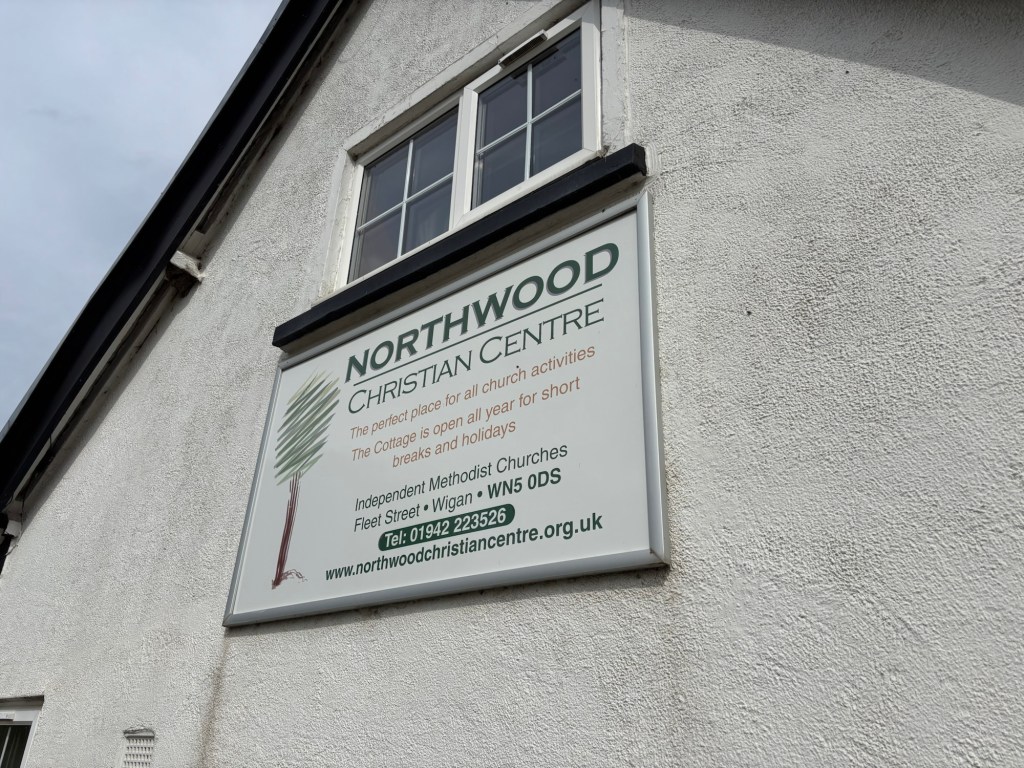 NORTHWOOD
CHRISTIAN CENTRE
The perfect place for all church activities
The Cottage is open all year for short
breaks and holidays
Independent Methodist Churches
Fleet Street • Wigan • WN5 0DS
Tel: 01942 223526
www.northwoodchristiancentre.org.uk